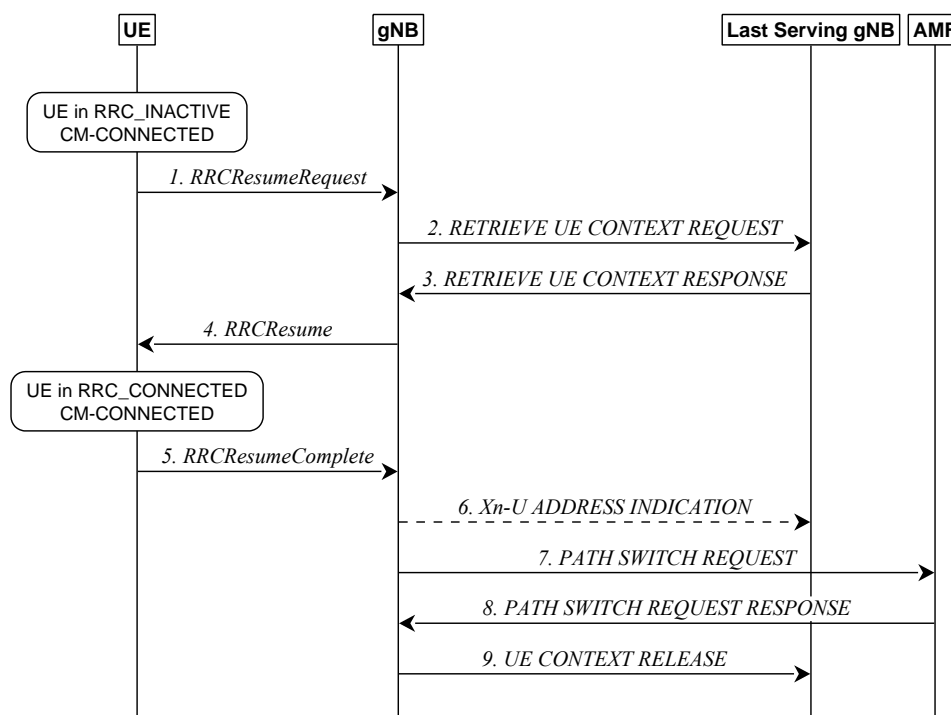 UE
gNB
Last Serving gNB
AMF
UE in RRC_INACTIVE
CM-CONNECTED
1. RRCResumeRequest
2. RETRIEVE UE CONTEXT REQUEST
3. RETRIEVE UE CONTEXT RESPONSE
4. RRCResume
UE in RRC_CONNECTED
CM-CONNECTED
5. RRCResumeComplete
6. Xn-U ADDRESS INDICATION
7. PATH SWITCH REQUEST
8. PATH SWITCH REQUEST RESPONSE
9. UE CONTEXT RELEASE